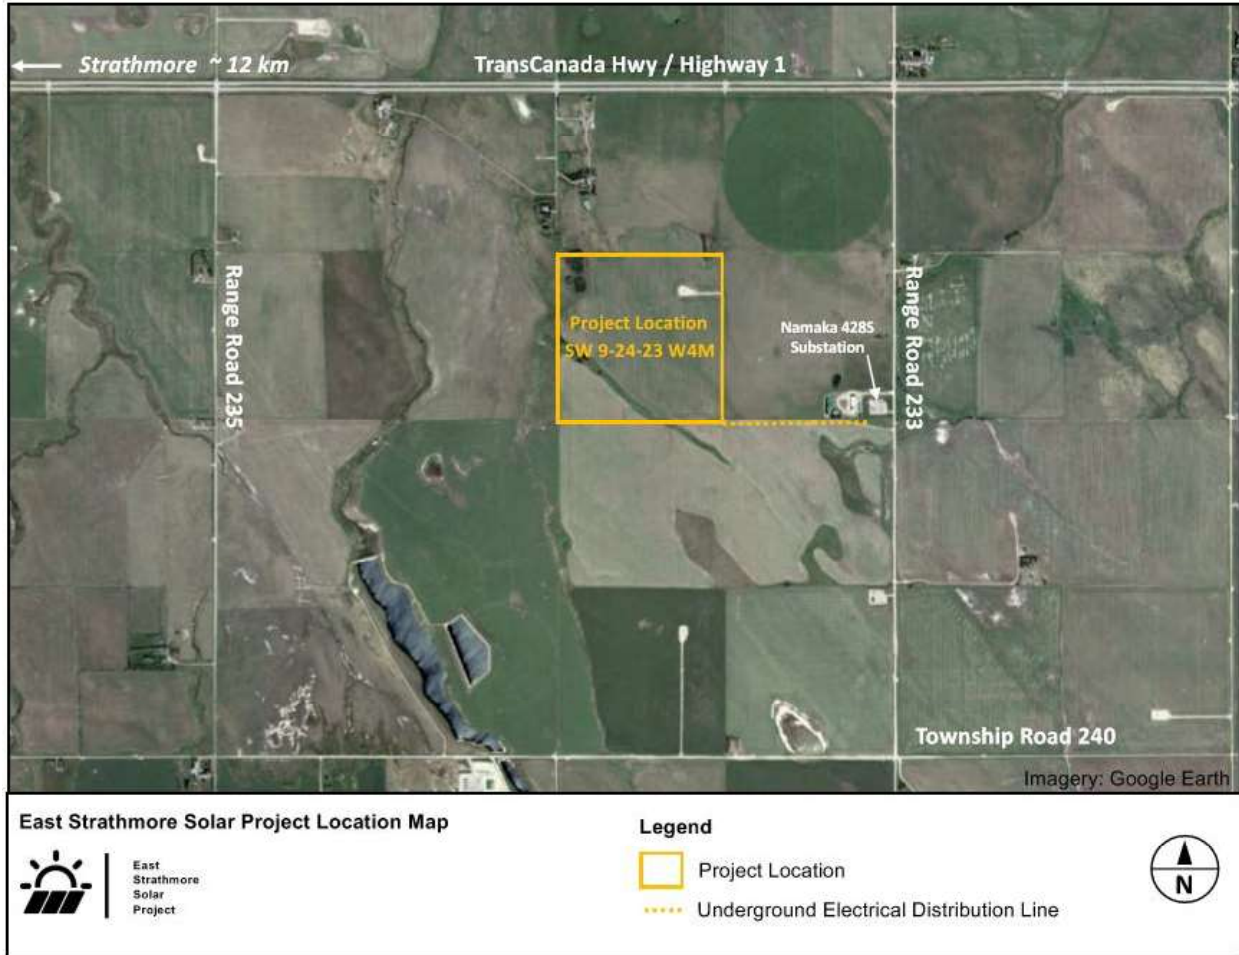 Strathmore ~ 12 km
TransCanada Hwy / Highway 1
Range Road 235
Project Location
SW 9-24-23 W4M
Namaka 428S
Substation
Range Road 233
Township Road 240
Imagery: Google Earth
East Strathmore Solar Project Location Map
East
Strathmore
Solar
Project
Legend
Project Location
Underground Electrical Distribution Line
N